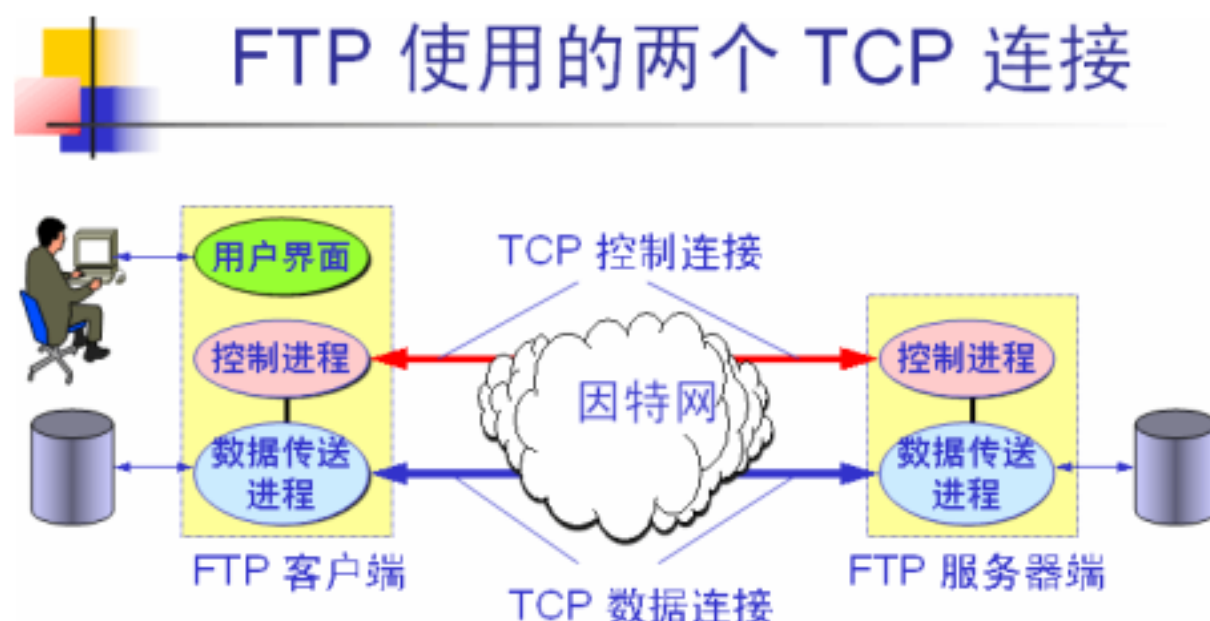 FTP 使用的两个 TCP 连接
用户界面
TCP 控制连接
控制进程
因特网
控制进程
数据传送
进程
数据传送
进程
FTP 客户端
TCP 数据连接
FTP 服务器端